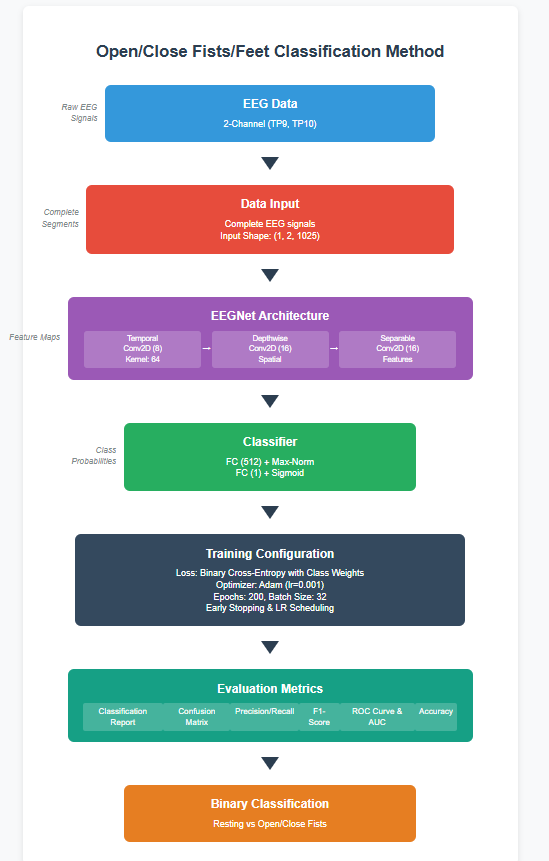 Open/Close Fists/Feet Classification Method
Raw EEG
Signals
EEG Data
2-Channel (TP9, TP10)
Complete
Segments
Data Input
Complete EEG signals
Input Shape: (1, 2, 1025)
Feature Maps
EEGNet Architecture
Temporal
Conv2D (8)
Kernel: 64
→
Depthwise
Conv2D (16)
Spatial
→
Separable
Conv2D (16)
Features
Class
Probabilities
Classifier
FC (512) + Max-Norm
FC (1) + Sigmoid
Training Configuration
Loss: Binary Cross-Entropy with Class Weights
Optimizer: Adam (lr=0.001)
Epochs: 200, Batch Size: 32
Early Stopping & LR Scheduling
Evaluation Metrics
Classification
Report
Confusion
Matrix
Precision/Recall
F1-
Score
ROC Curve &
AUC
Accuracy
Binary Classification
Resting vs Open/Close Fists